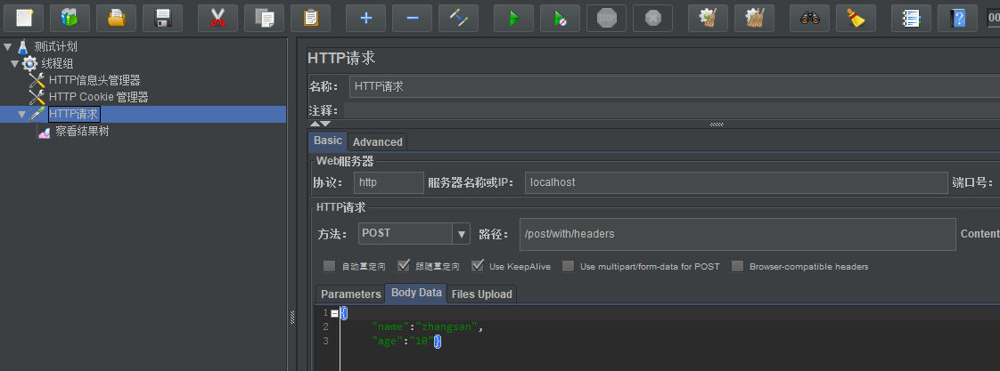 STOP
00
测试计划
线程组
HTTP信息头管理器
HTTP Cookie 管理器
HTTP请求
察看结果树
HTTP请求
名称： HTTP请求
注释：
Basic Advanced
Web服务器
协议： http 服务器名称或IP： localhost 端口号：
HTTP请求
方法： POST 路径： /post/with/headers Content
自动重定向 跟随重定向 Use KeepAlive Use multipart/form-data for POST Browser-compatible headers
Parameters Body Data Files Upload
1 {
2 "name":"zhangsan",
3 "age":"10"}